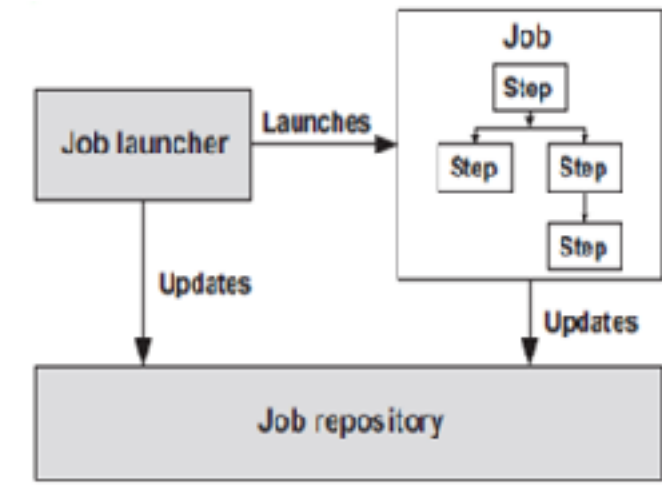 Job
Step
Job launcher
Launches
Step
Step
Step
Updates
Updates
Job repository